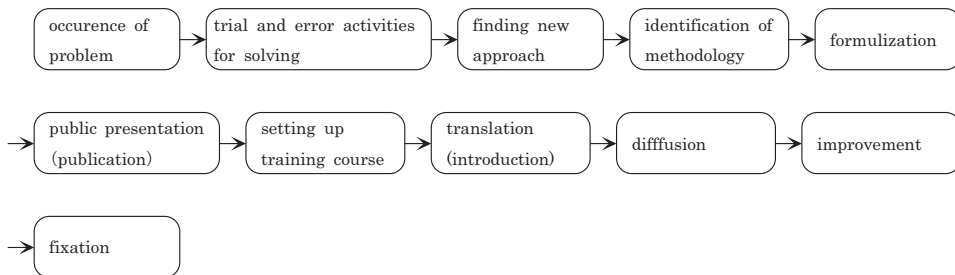 occurence of
problem
trial and error activities
for solving
finding new
approach
identification of
methodology
formulization
public presentation
(publication)
setting up
training course
translation
(introduction)
difffusion
improvement
fixation